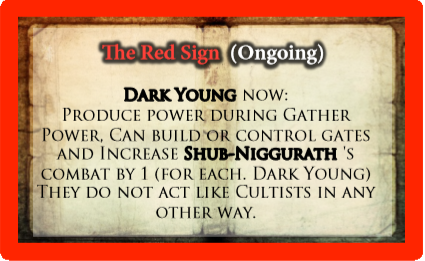 The Red Sign (Ongoing)
Dark Young now:
Produce power during Gather
Power, Can build or control gates
and Increase Shub-Niggurath 's
combat by 1 (for each. Dark Young)
They do not act like Cultists in any
other way.